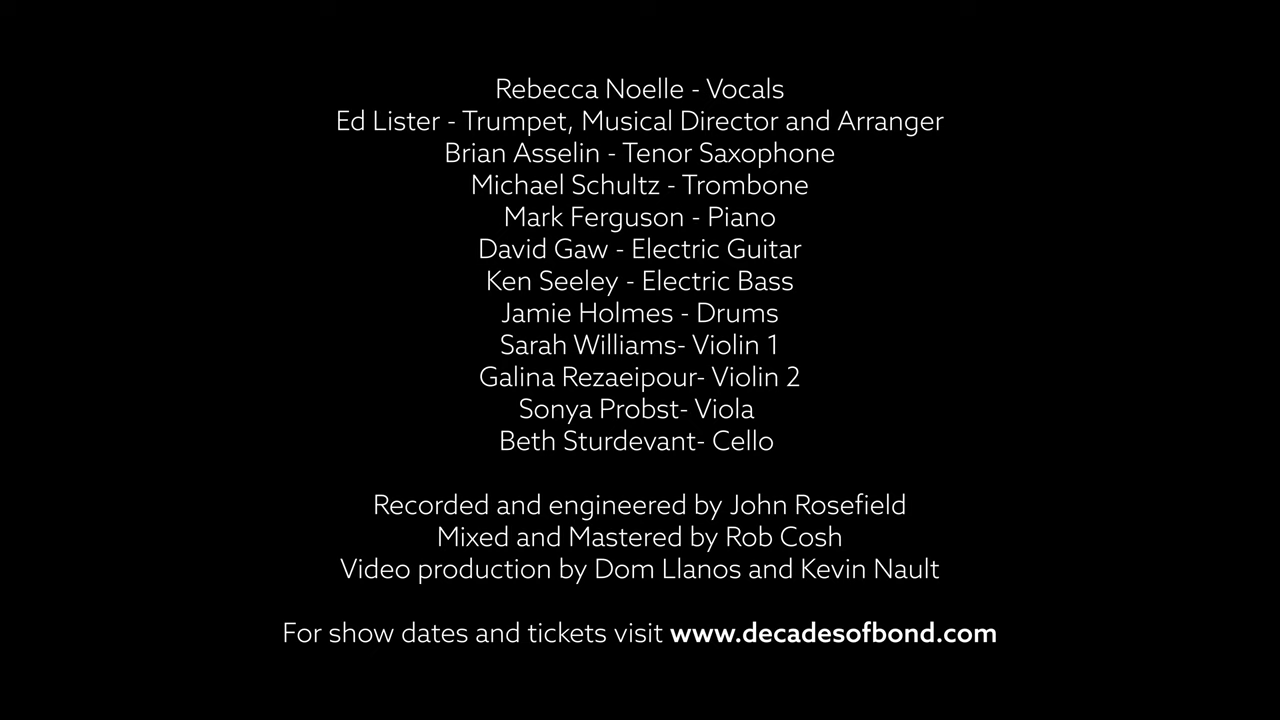 Rebecca Noelle - Vocals
Ed Lister - Trumpet, Musical Director and Arranger
Brian Asselin - Tenor Saxophone
Michael Schultz - Trombone
Mark Ferguson - Piano
David Gaw - Electric Guitar
Ken Seeley - Electric Bass
Jamie Holmes - Drums
Sarah Williams- Violin 1
Galina Rezaeipour- Violin 2
Sonya Probst- Viola
Beth Sturdevant- Cello
Recorded and engineered by John Rosefield
Mixed and Mastered by Rob Cosh
Video production by Dom Llanos and Kevin Nault
For show dates and tickets visit www.decadesofbond.com